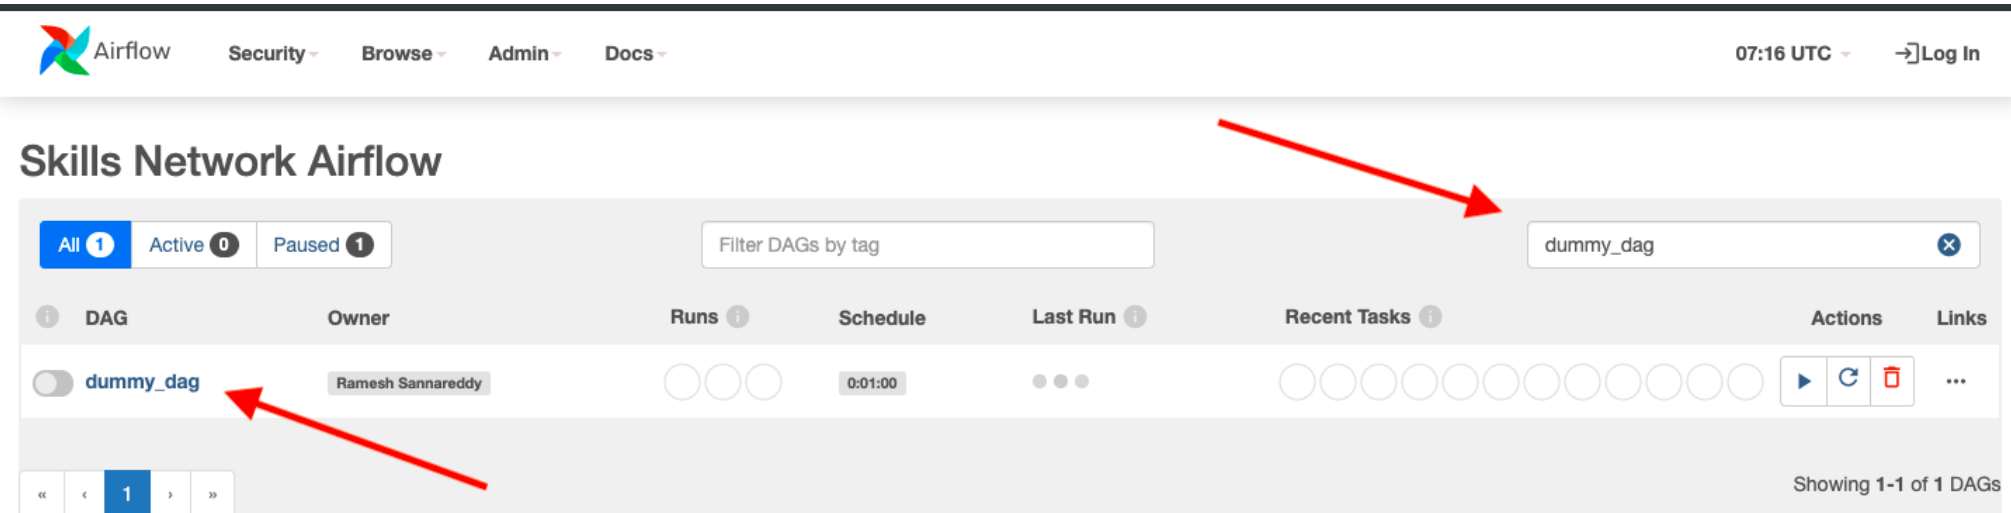 Airflow Security Browse Admin Docs 07:16 UTC Log In
Skills Network Airflow
All 1 Active 0 Paused 1 Filter DAGs by tag dummy_dag
DAG Owner Runs Schedule Last Run Recent Tasks Actions Links
dummy_dag Ramesh Sannareddy 0:01:00
« ‹ 1 › » Showing 1-1 of 1 DAGs